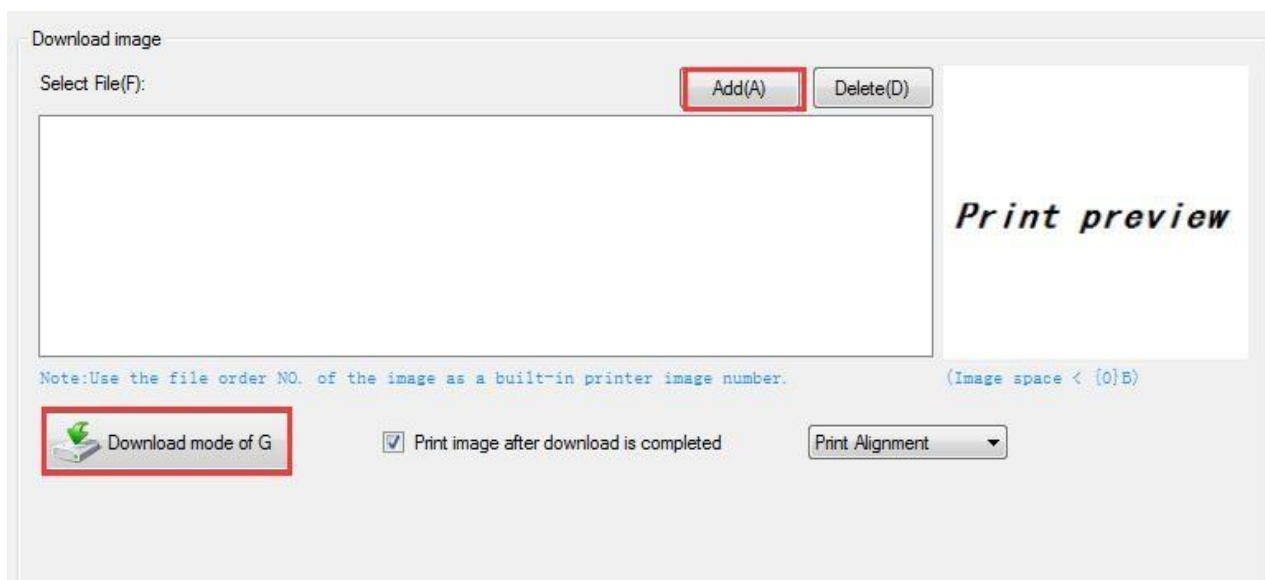 Download image
Select File(F):
Add(A)
Delete(D)
Print preview
Note:Use the file order NO. of the image as a built-in printer image number.
(Image space < {0}B)
Download mode of G
Print image after download is completed
Print Alignment